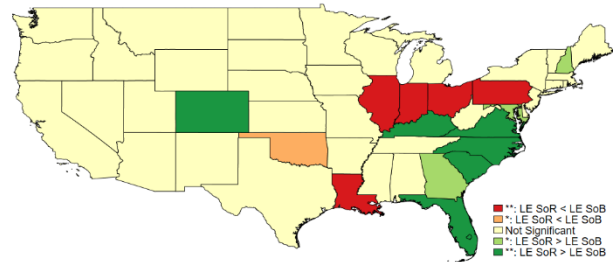 **: LE SoR < LE SoB
*: LE SoR < LE SoB
Not Significant
*: LE SoR > LE SoB
**: LE SoR > LE SoB